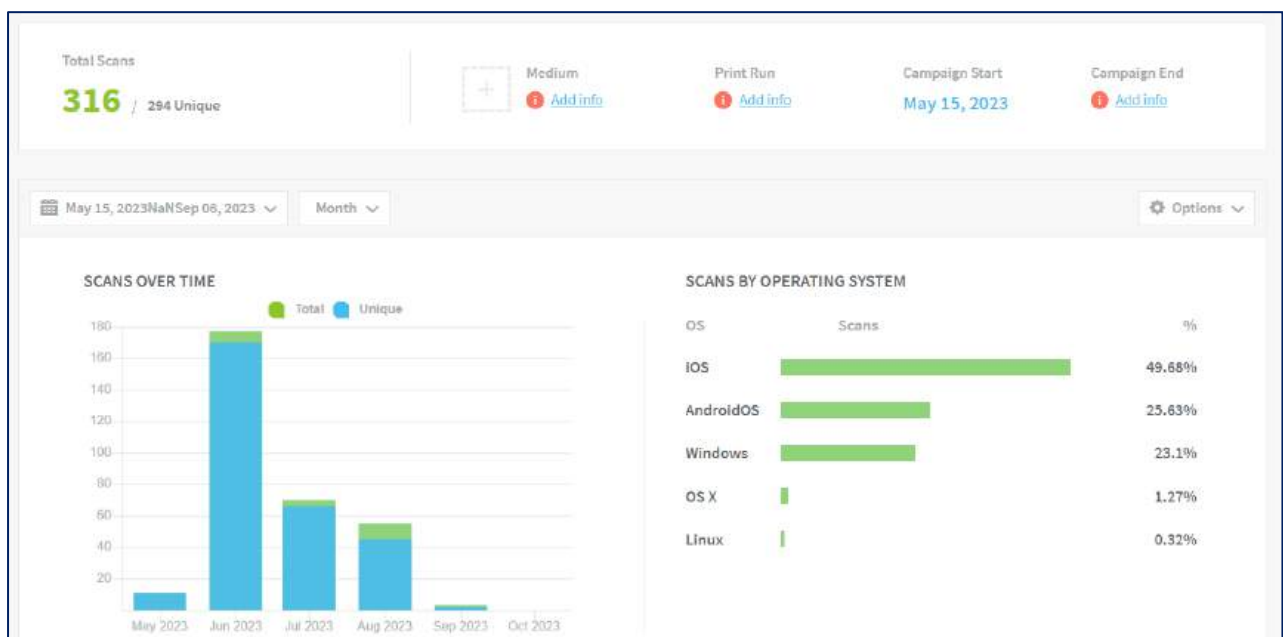 Total Scans
316 / 294 Unique
Medium
Add info
Print Run
Add info
Campaign Start
May 15, 2023
Campaign End
Add info
May 15, 2023NaNSep 06, 2023
Month
Options
SCANS OVER TIME
Total Unique
180
160
140
120
100
80
60
40
20
May 2023 Jun 2023 Jul 2023 Aug 2023 Sep 2023 Oct 2023
SCANS BY OPERATING SYSTEM
OS Scans %
iOS 49.68%
AndroidOS 25.63%
Windows 23.1%
OS X 1.27%
Linux 0.32%